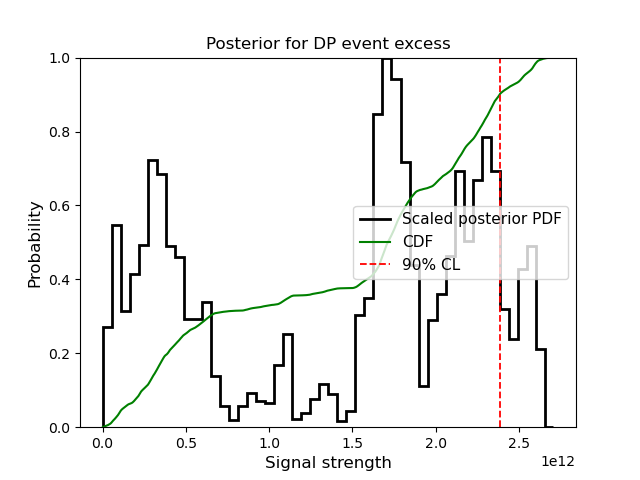 Posterior for DP event excess
1.0
0.8
0.6
0.4
0.2
0.0
Probability
Scaled posterior PDF
CDF
90% CL
0.0
0.5
1.0
1.5
2.0
2.5
1e12
Signal strength